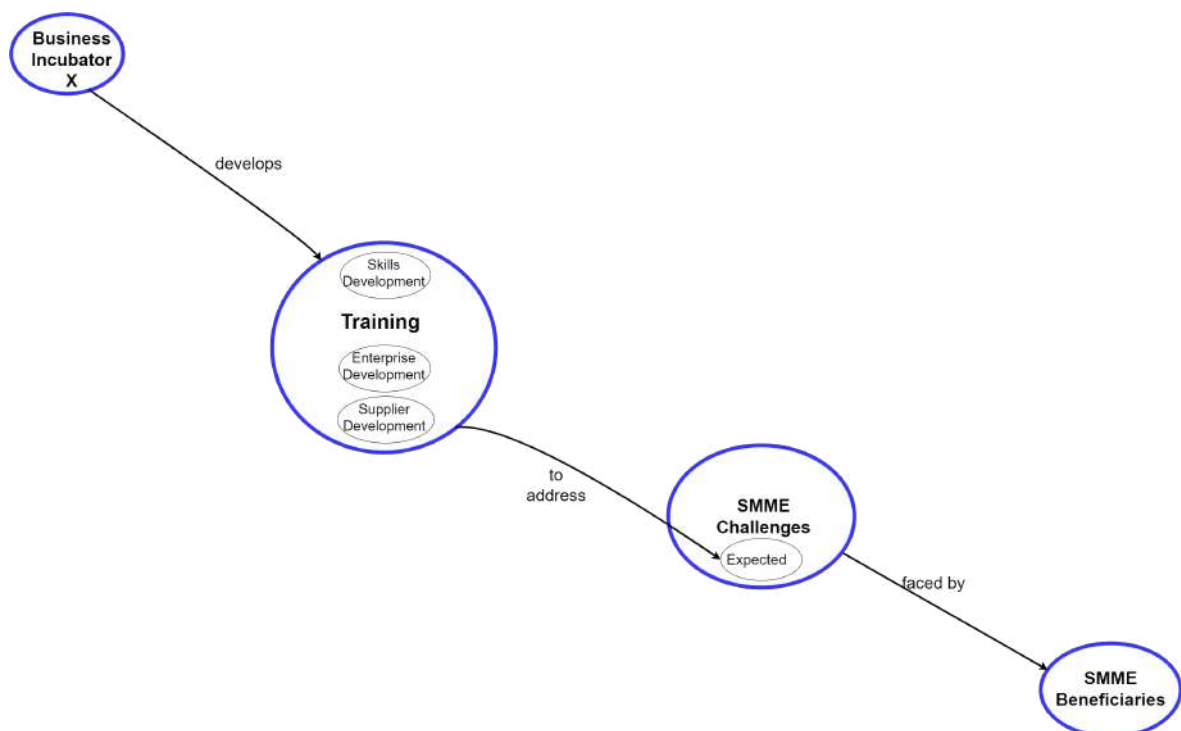 Business
Incubator
X
develops
Skills
Development
Training
Enterprise
Development
Supplier
Development
to
address
SMME
Challenges
Expected
faced by
SMME
Beneficiaries